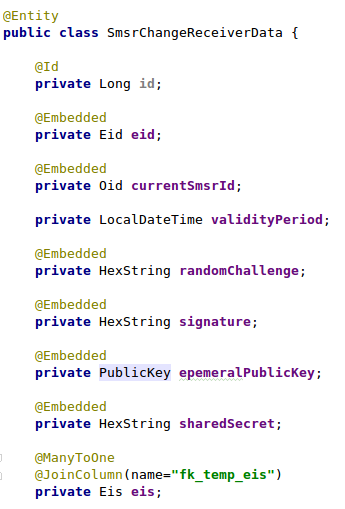 @Entity
public class SmsrChangeReceiverData {
@Id
private Long id;
@Embedded
private Eid eid;
@Embedded
private Oid currentSmsrId;
private LocalDateTime validityPeriod;
@Embedded
private HexString randomChallenge;
@Embedded
private HexString signature;
@Embedded
private PublicKey epemeralPublicKey;
@Embedded
private HexString sharedSecret;
@ManyToOne
@JoinColumn(name="fk_temp_eis")
private Eis eis;